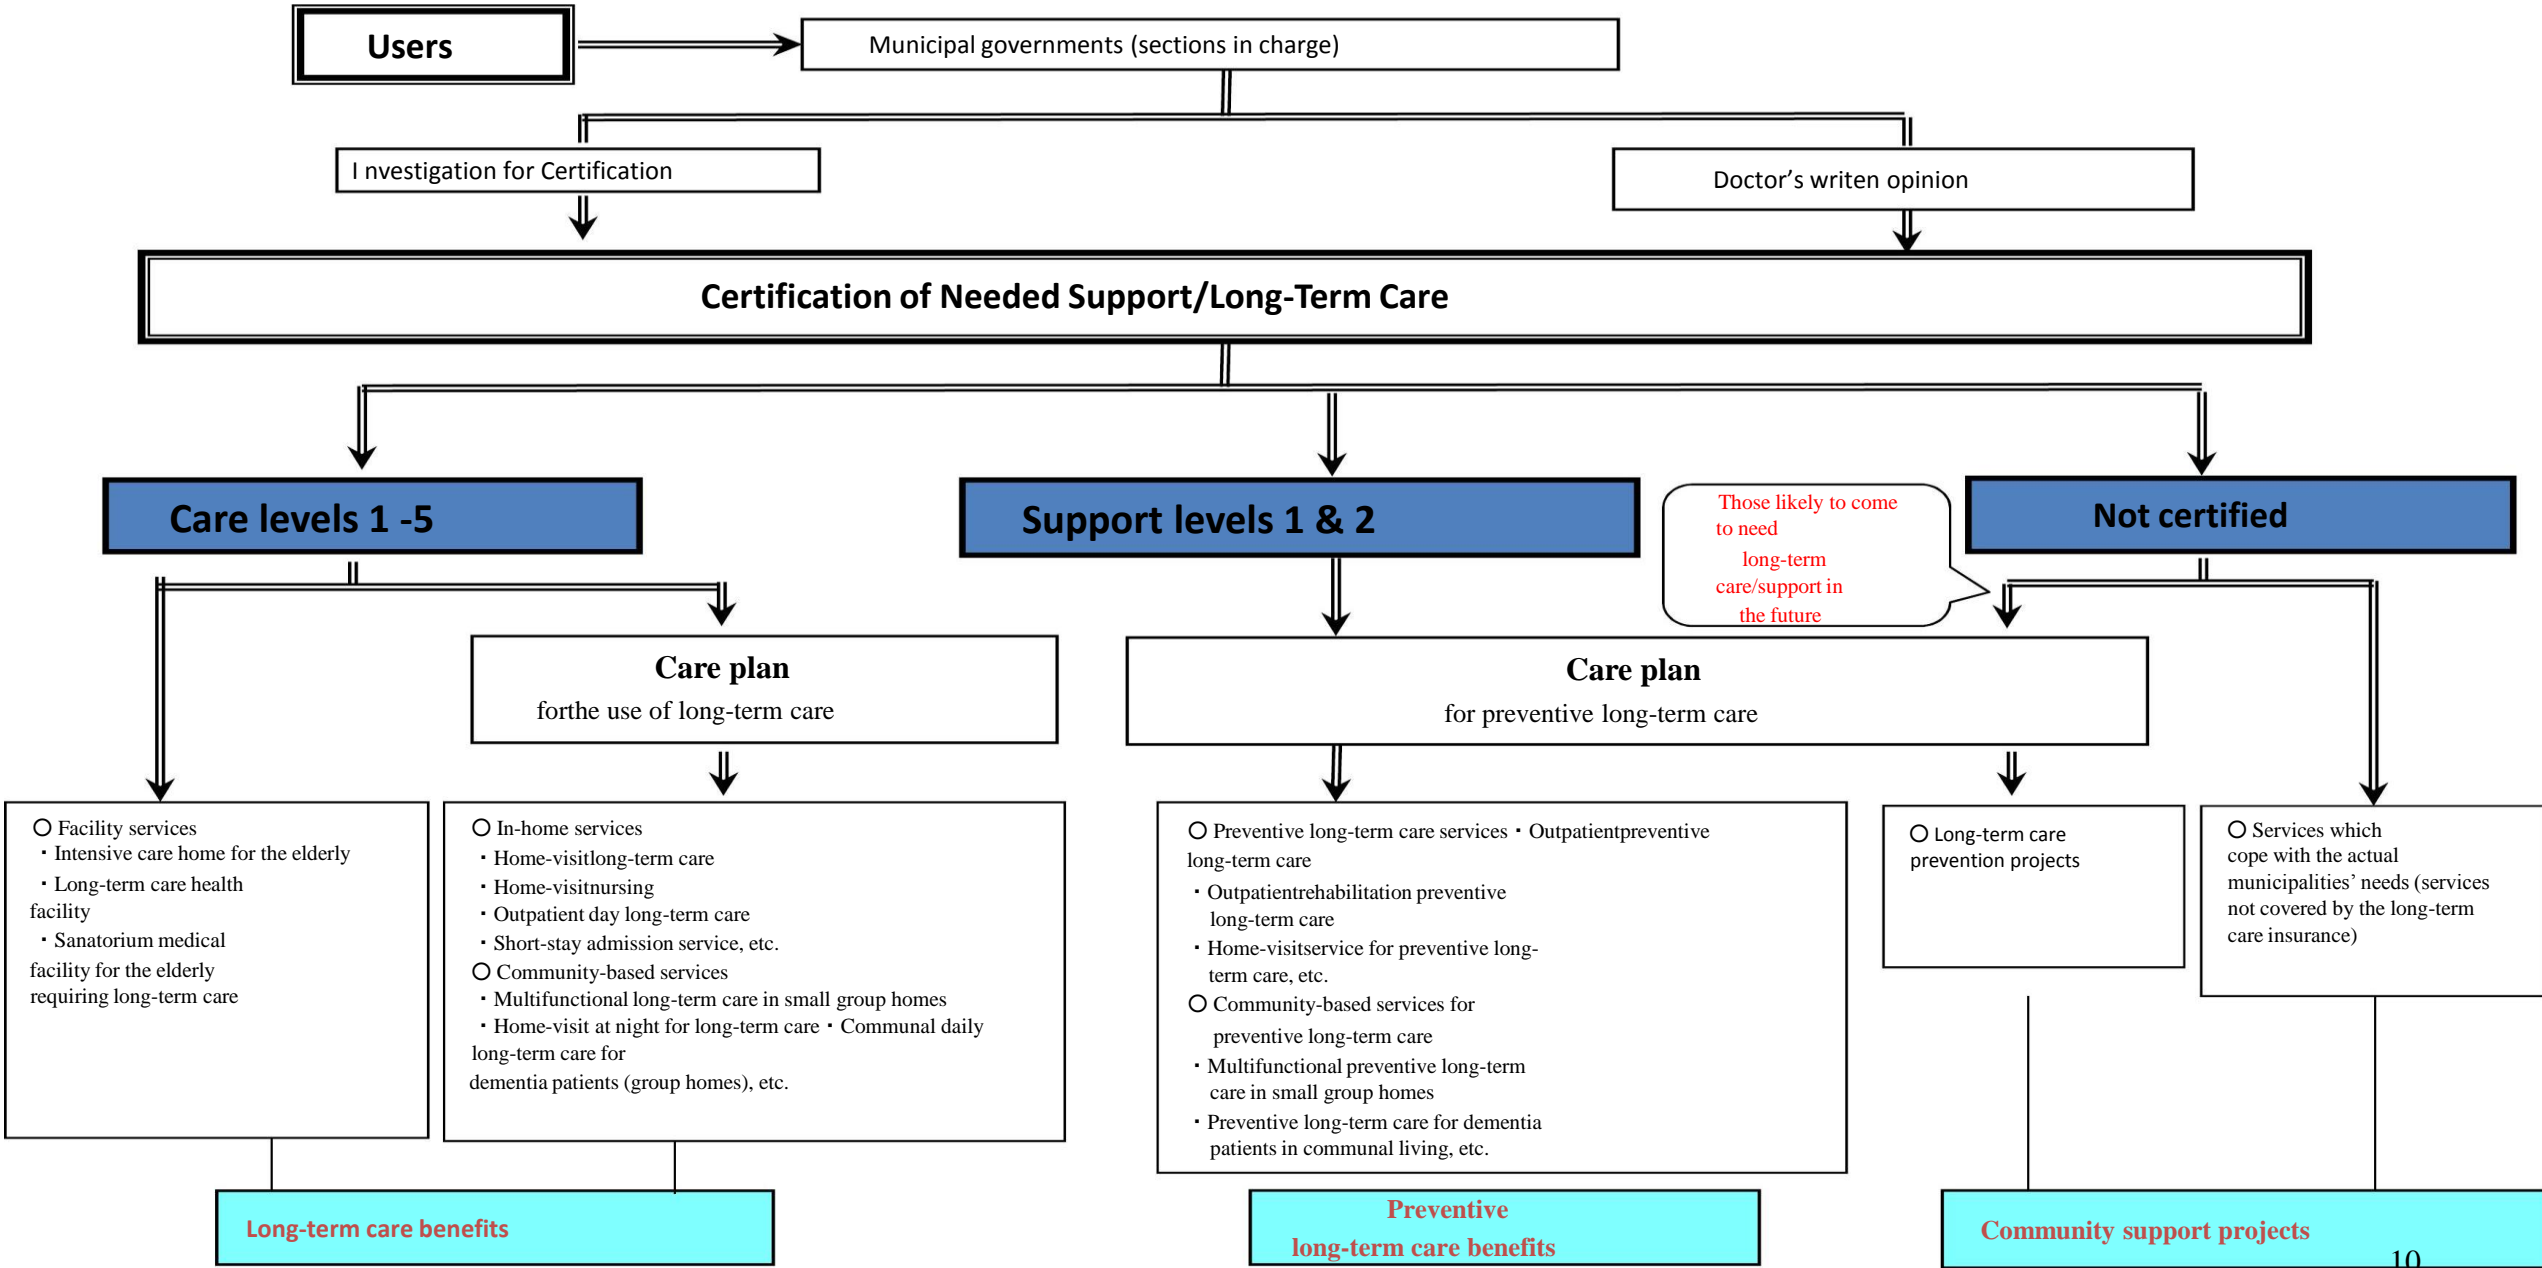 Users
Municipal governments (sections in charge)
I nvestigation for Certification
Doctor’s writen opinion
Certification of Needed Support/Long-Term Care
Care levels 1 -5
Support levels 1 & 2
Those likely to come
to need
long-term
care/support in
the future
Not certified
Care plan
forthe use of long-term care
Care plan
for preventive long-term care
○ Facility services
・Intensive care home for the elderly
・Long-term care health
facility
・Sanatorium medical
facility for the elderly
requiring long-term care
○ In-home services
・Home-visitlong-term care
・Home-visitnursing
・Outpatient day long-term care
・Short-stay admission service, etc.
○ Community-based services
・Multifunctional long-term care in small group homes
・Home-visit at night for long-term care・Communal daily
long-term care for
dementia patients (group homes), etc.
○ Preventive long-term care services・Outpatientpreventive
long-term care
・Outpatientrehabilitation preventive
long-term care
・Home-visitservice for preventive long-
term care, etc.
○ Community-based services for
preventive long-term care
・Multifunctional preventive long-term
care in small group homes
・Preventive long-term care for dementia
patients in communal living, etc.
○ Long-term care
prevention projects
○ Services which
cope with the actual
municipalities’ needs (services
not covered by the long-term
care insurance)
Long-term care benefits
Preventive
long-term care benefits
Community support projects
10